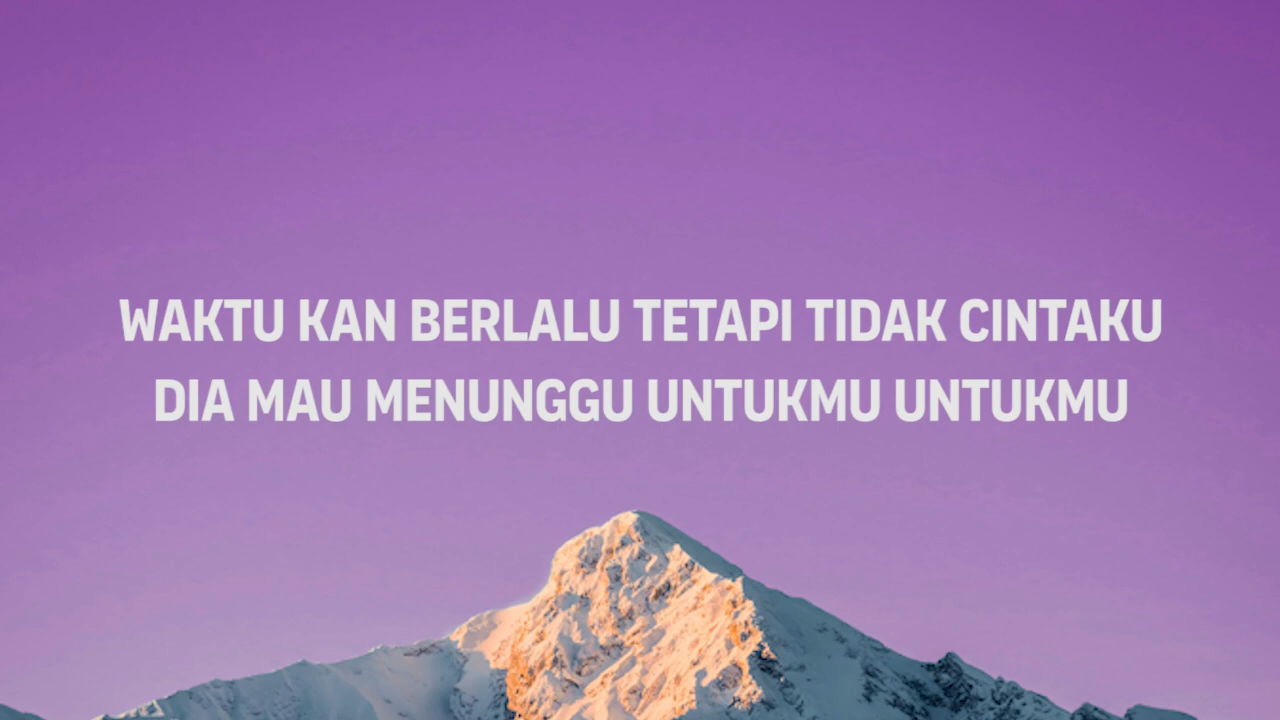 WAKTU KAN BERLALU TETAPI TIDAK CINTAKU
DIA MAU MENUNGGU UNTUKMU UNTUKMU